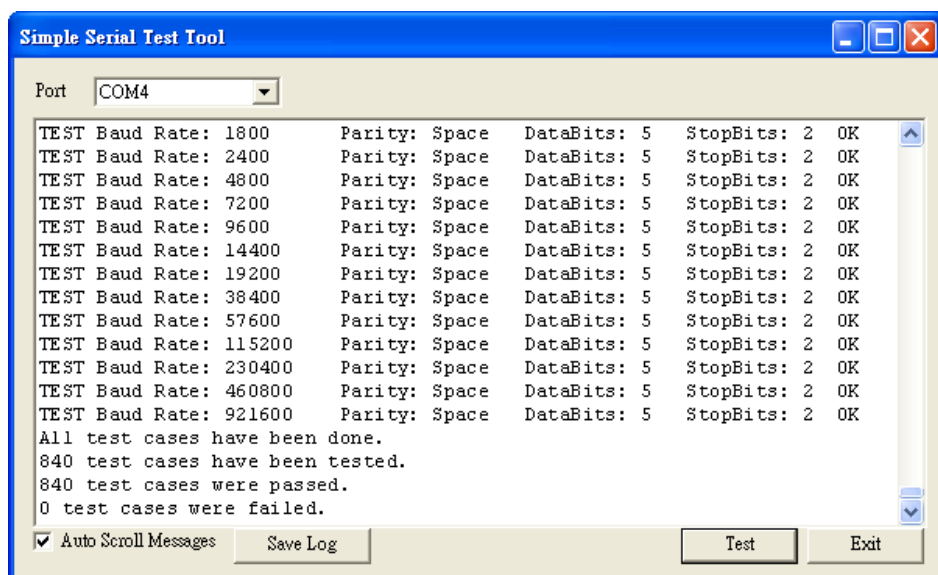 Simple Serial Test Tool
Port COM4
TEST Baud Rate: 1800 Parity: Space DataBits: 5 StopBits: 2 OK
TEST Baud Rate: 2400 Parity: Space DataBits: 5 StopBits: 2 OK
TEST Baud Rate: 4800 Parity: Space DataBits: 5 StopBits: 2 OK
TEST Baud Rate: 7200 Parity: Space DataBits: 5 StopBits: 2 OK
TEST Baud Rate: 9600 Parity: Space DataBits: 5 StopBits: 2 OK
TEST Baud Rate: 14400 Parity: Space DataBits: 5 StopBits: 2 OK
TEST Baud Rate: 19200 Parity: Space DataBits: 5 StopBits: 2 OK
TEST Baud Rate: 38400 Parity: Space DataBits: 5 StopBits: 2 OK
TEST Baud Rate: 57600 Parity: Space DataBits: 5 StopBits: 2 OK
TEST Baud Rate: 115200 Parity: Space DataBits: 5 StopBits: 2 OK
TEST Baud Rate: 230400 Parity: Space DataBits: 5 StopBits: 2 OK
TEST Baud Rate: 460800 Parity: Space DataBits: 5 StopBits: 2 OK
TEST Baud Rate: 921600 Parity: Space DataBits: 5 StopBits: 2 OK
All test cases have been done.
840 test cases have been tested.
840 test cases were passed.
0 test cases were failed.
Auto Scroll Messages Save Log Test Exit